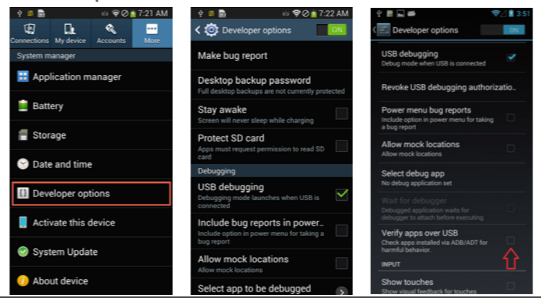 7:21 AM
Connections My device Accounts More
System manager
Application manager
Battery
Storage
Date and time
Developer options
Activate this device
System Update
About device
7:22 AM
Developer options ON
Make bug report
Desktop backup password
Full desktop backups are not currently protected
Stay awake
Screen will never sleep while charging
Protect SD card
Apps must request permission to read SD
card
Debugging
USB debugging
Debugging mode launches when USB is
connected
Include bug reports in power..
Include option in power menu for taking a
bug report
Allow mock locations
Allow mock locations
Select app to be debugged
3:51
Developer options ON
USB debugging
Debug mode when USB is connected
Revoke USB debugging authorizatio..
Power menu bug reports
Include option in power menu for taking
a bug report
Allow mock locations
Allow mock locations
Select debug app
No debug application set
Wait for debugger
Debugged application waits for
debugger to attach before executing
Verify apps over USB
Check apps installed via ADB/ADT for
harmful behavior.
INPUT
Show touches
Show visual feedback for touches